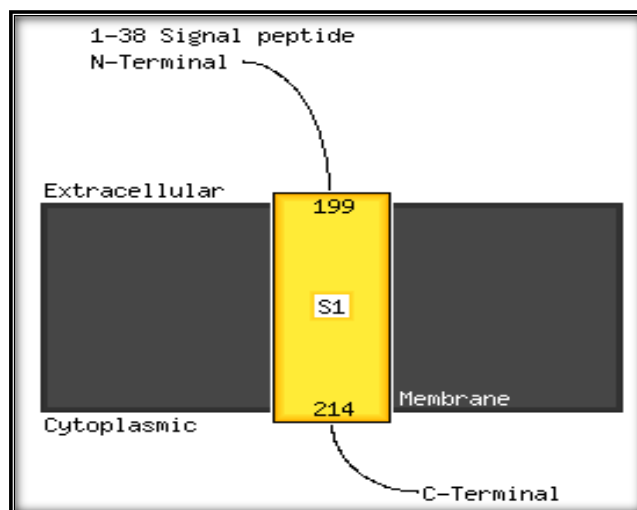 1-38 Signal peptide
N-Terminal
Extracellular
199
S1
Membrane
214
Cytoplasmic
C-Terminal